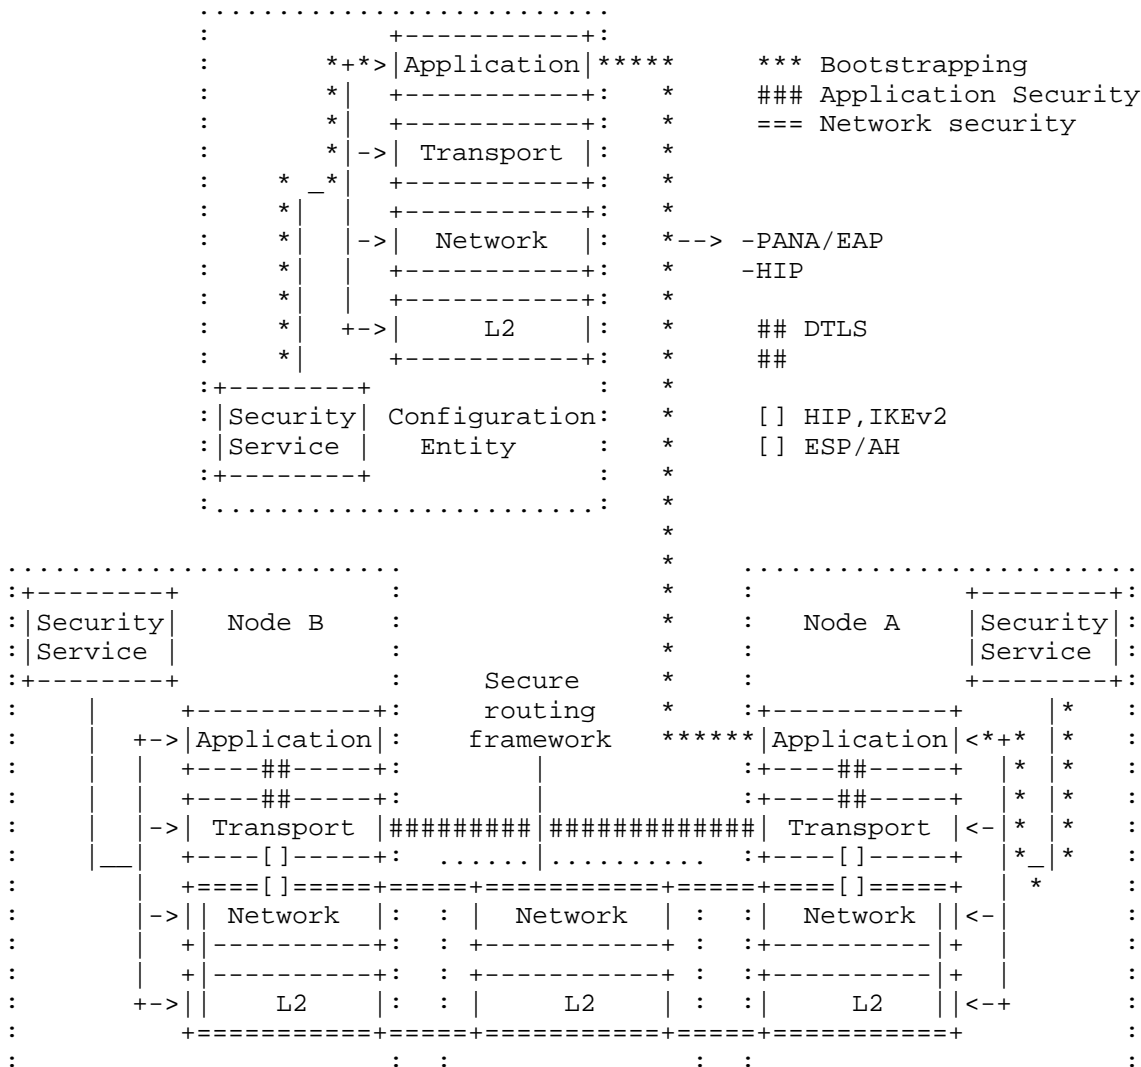 Application
*** Bootstrapping
### Application Security
=== Network security
Transport
Network
-PANA/EAP
-HIP
L2
## DTLS
##
Security Configuration
Service Entity
[] HIP,IKEv2
[] ESP/AH
Security Node B Node A Security
Service Service
Secure
routing
Application framework Application
Transport Transport
Network Network Network
L2 L2 L2